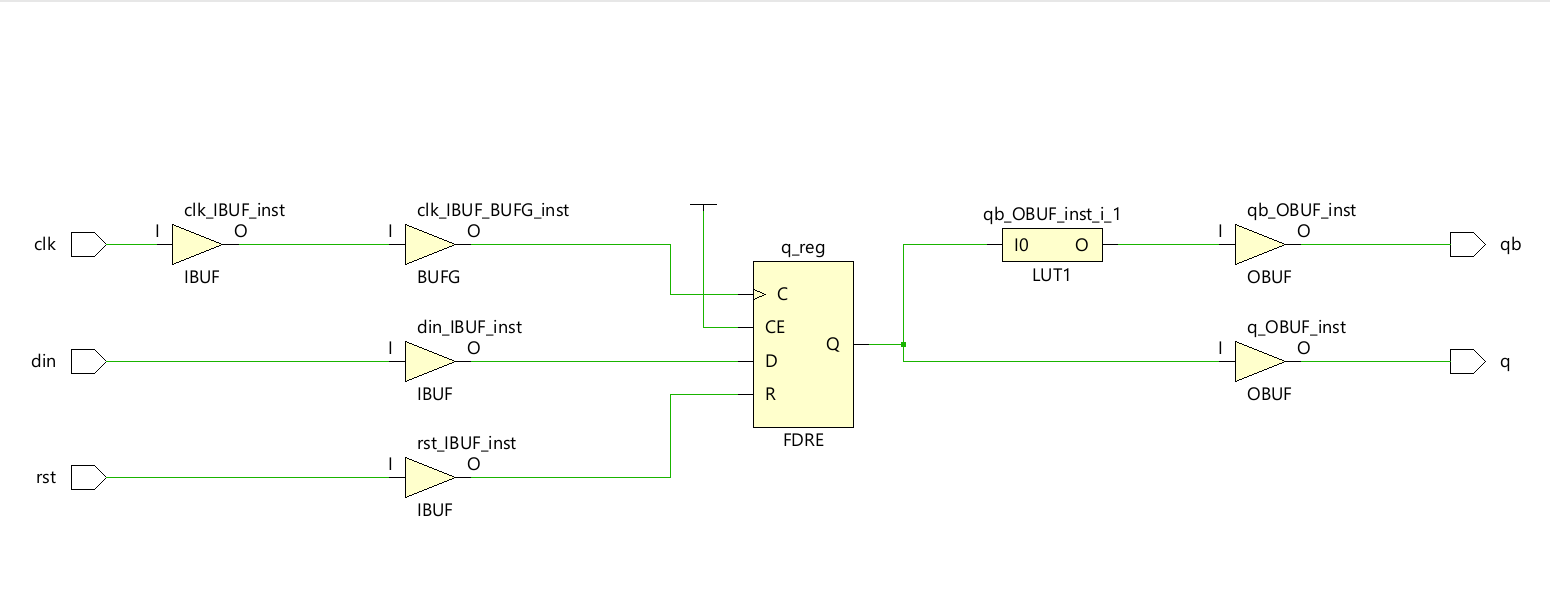 clk_IBUF_inst
clk_IBUF_BUFG_inst
qb_OBUF_inst_i_1
qb_OBUF_inst
clk
I
O
IBUF
I
O
BUFG
q_reg
C
CE
D
R
Q
FDRE
I0
O
LUT1
I
O
OBUF
qb
din_IBUF_inst
din
I
O
IBUF
q_OBUF_inst
I
O
OBUF
q
rst_IBUF_inst
rst
I
O
IBUF